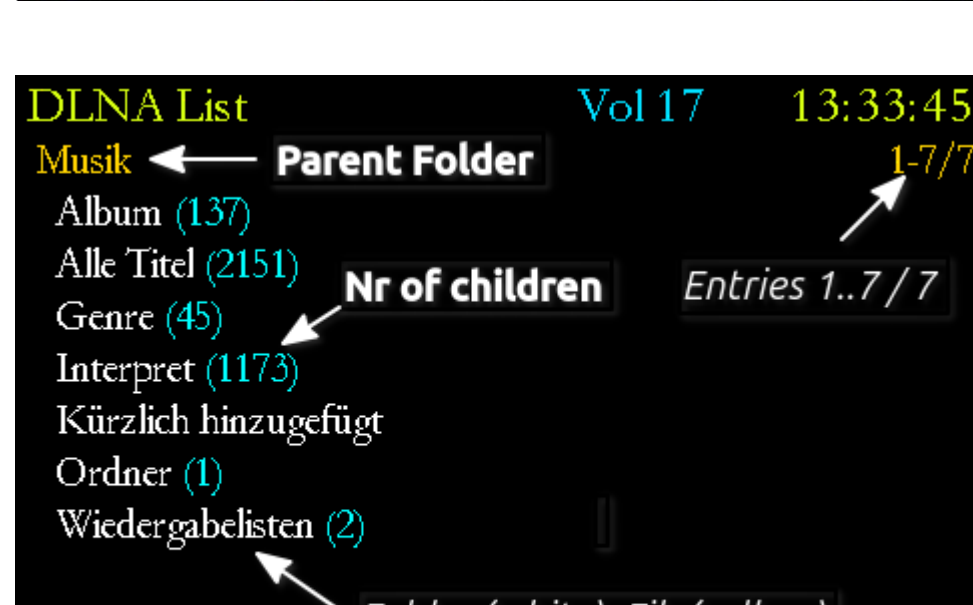 DLNA List Vol 17 13:33:45
Musik Parent Folder 1-7/7
Album (137)
Alle Titel (2151)
Nr of children Entries 1..7 / 7
Genre (45)
Interpret (1173)
Kürzlich hinzugefügt
Ordner (1)
Wiedergabelisten (2)